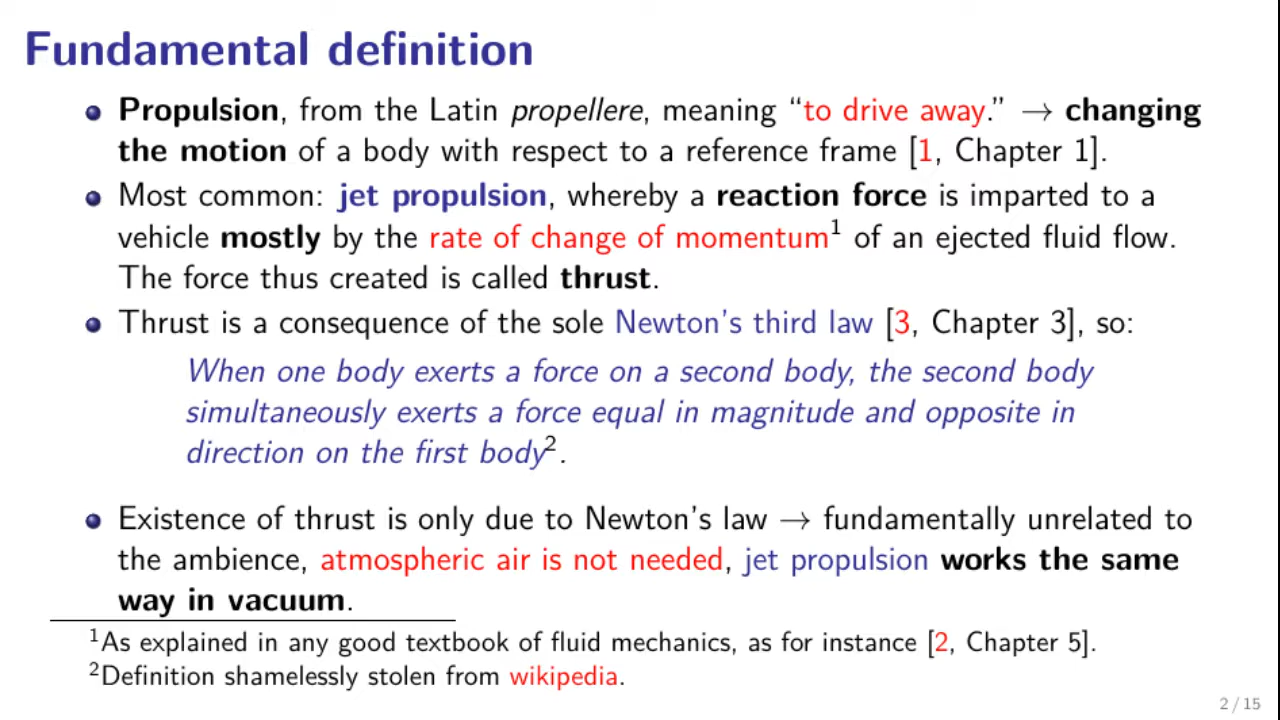 Fundamental definition
Propulsion, from the Latin propellere, meaning “to drive away.” → changing
the motion of a body with respect to a reference frame [1, Chapter 1].
Most common: jet propulsion, whereby a reaction force is imparted to a
vehicle mostly by the rate of change of momentum1 of an ejected fluid flow.
The force thus created is called thrust.
Thrust is a consequence of the sole Newton's third law [3, Chapter 3], so:
When one body exerts a force on a second body, the second body
simultaneously exerts a force equal in magnitude and opposite in
direction on the first body2.
Existence of thrust is only due to Newton's law → fundamentally unrelated to
the ambience, atmospheric air is not needed, jet propulsion works the same
way in vacuum.
1As explained in any good textbook of fluid mechanics, as for instance [2, Chapter 5].
2Definition shamelessly stolen from wikipedia.
2 / 15